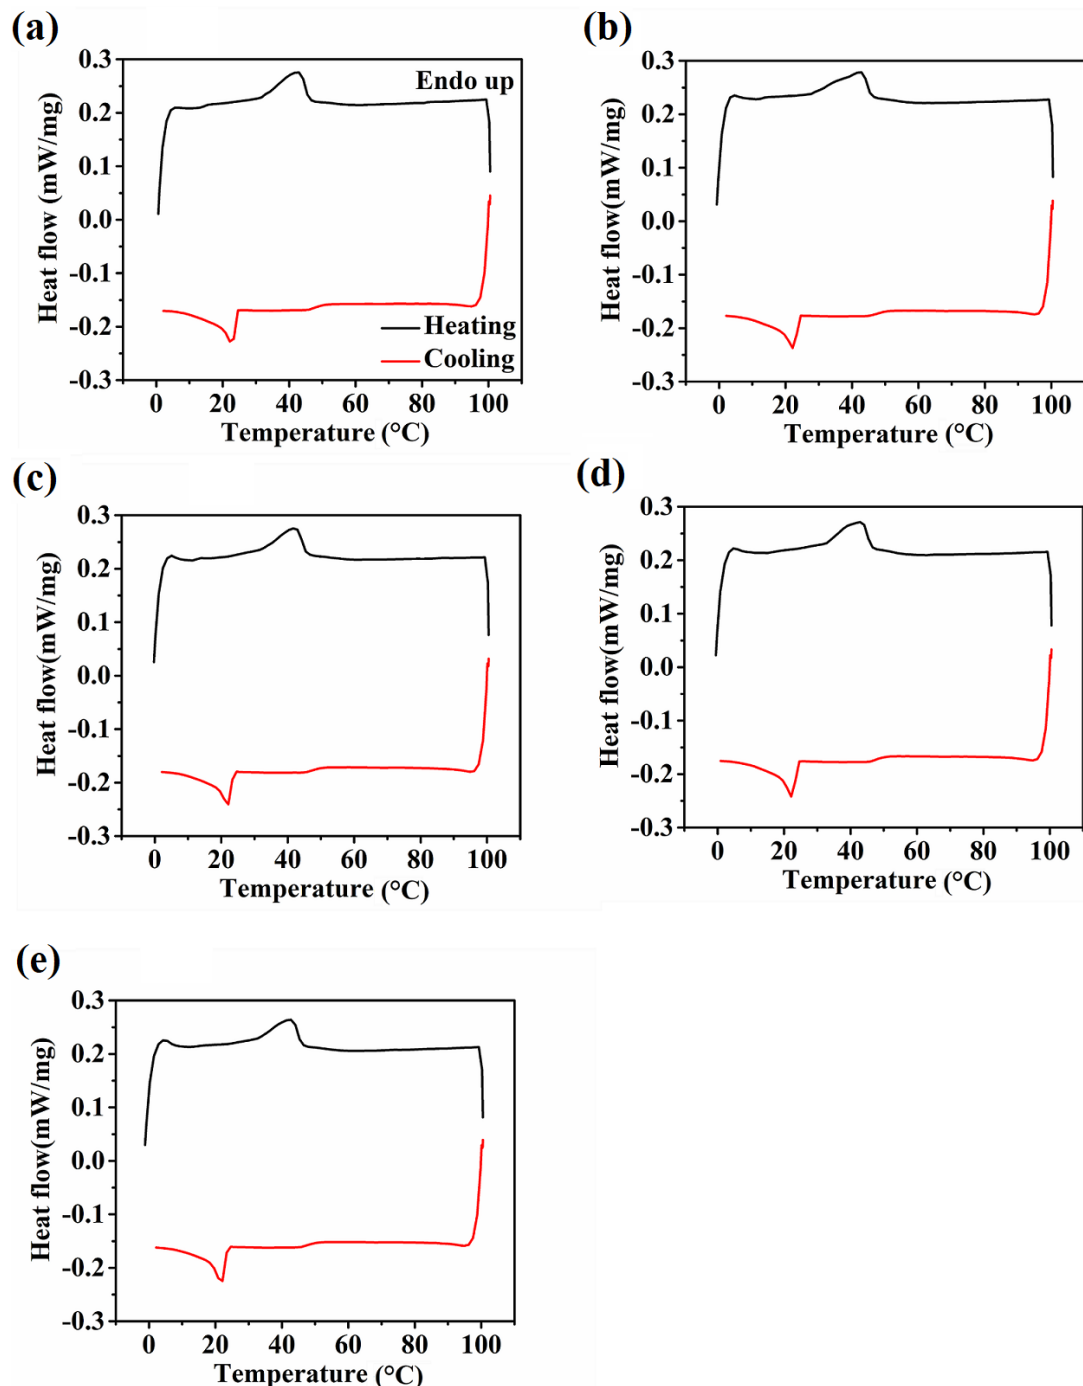 (a)
0.3
0.2
0.1
0.0
-0.1
-0.2
-0.3
Heat flow (mW/mg)
Endo up
Heating
Cooling
0 20 40 60 80 100
Temperature (°C)
(b)
0.3
0.2
0.1
0.0
-0.1
-0.2
-0.3
Heat flow(mW/mg)
0 20 40 60 80 100
Temperature (°C)
(c)
0.3
0.2
0.1
0.0
-0.1
-0.2
-0.3
Heat flow(mW/mg)
0 20 40 60 80 100
Temperature (°C)
(d)
0.3
0.2
0.1
0.0
-0.1
-0.2
-0.3
Heat flow(mW/mg)
0 20 40 60 80 100
Temperature (°C)
(e)
0.3
0.2
0.1
0.0
-0.1
-0.2
-0.3
Heat flow(mW/mg)
0 20 40 60 80 100
Temperature (°C)